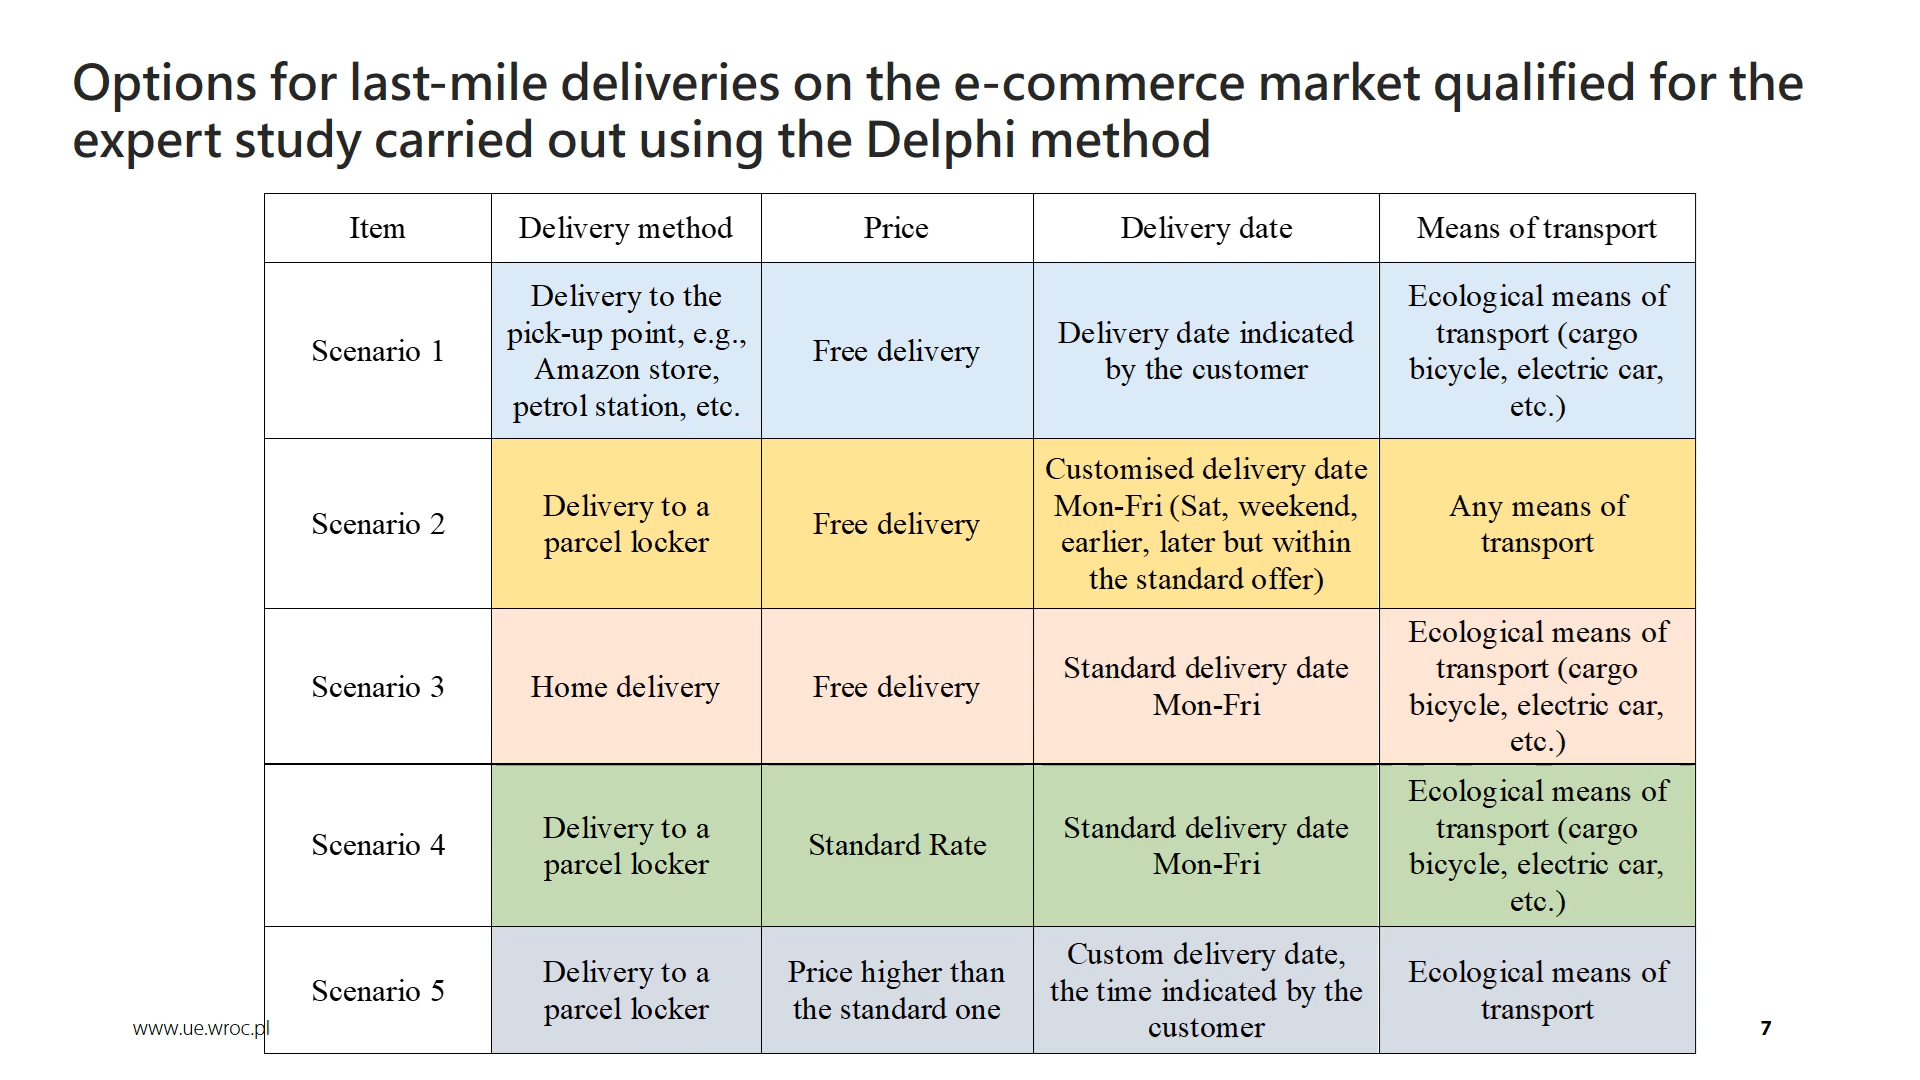 Options for last-mile deliveries on the e-commerce market qualified for the
expert study carried out using the Delphi method
Item
Delivery method
Price
Delivery date
Means of transport
Scenario 1
Delivery to the
pick-up point, e.g.,
Amazon store,
petrol station, etc.
Free delivery
Delivery date indicated
by the customer
Ecological means of
transport (cargo
bicycle, electric car,
etc.)
Scenario 2
Delivery to a
parcel locker
Free delivery
Customised delivery date
Mon-Fri (Sat, weekend,
earlier, later but within
the standard offer)
Any means of
transport
Scenario 3
Home delivery
Free delivery
Standard delivery date
Mon-Fri
Ecological means of
transport (cargo
bicycle, electric car,
etc.)
Scenario 4
Delivery to a
parcel locker
Standard Rate
Standard delivery date
Mon-Fri
Ecological means of
transport (cargo
bicycle, electric car,
etc.)
Scenario 5
Delivery to a
parcel locker
Price higher than
the standard one
Custom delivery date,
the time indicated by the
customer
Ecological means of
transport
www.ue.wroc.pl
7